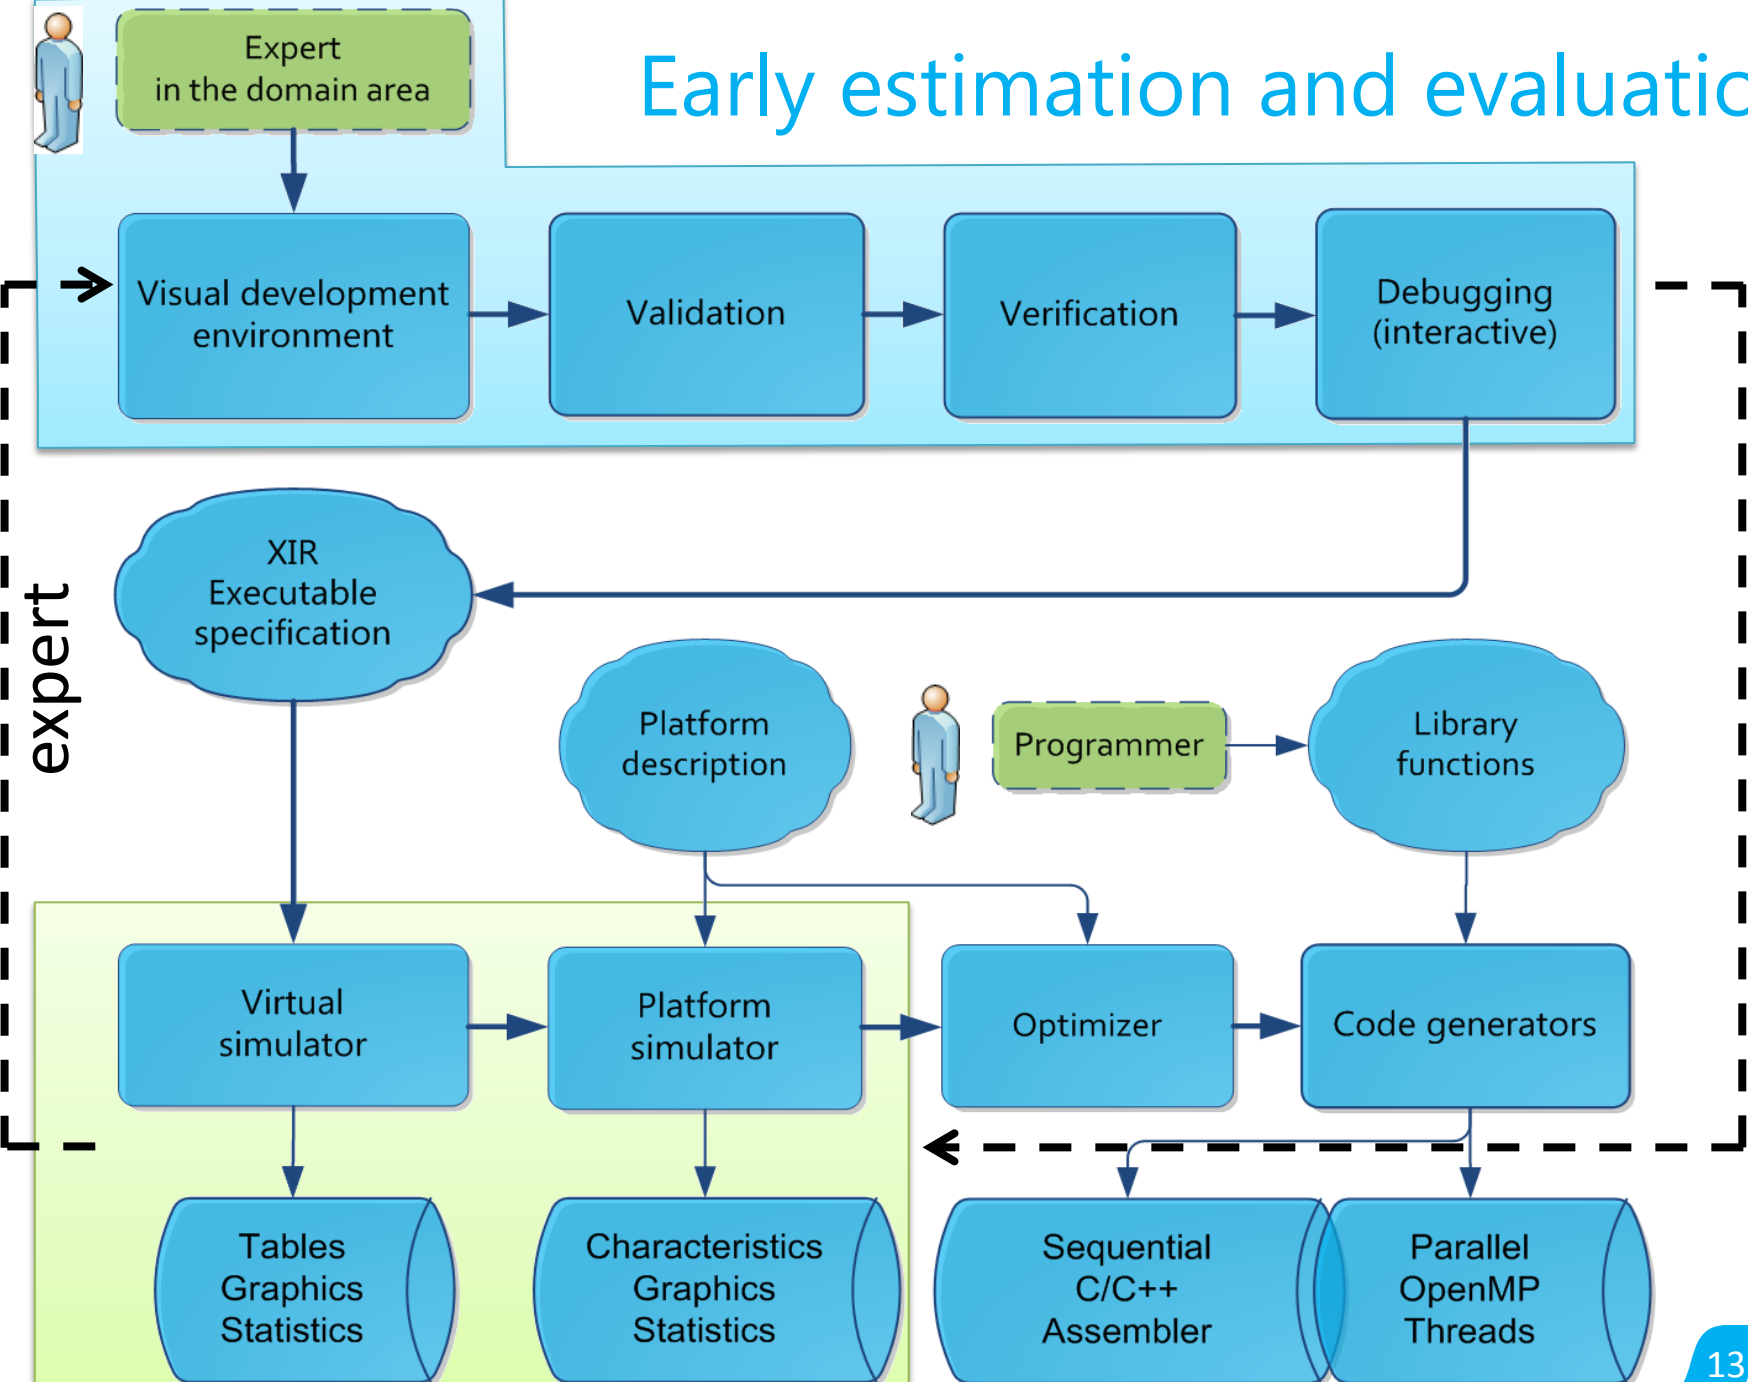 Early estimation and evaluatio
Expert
in the domain area
Visual development
environment
Validation
Verification
Debugging
(interactive)
XIR
Executable
specification
expert
Platform
description
Programmer
Library
functions
Virtual
simulator
Platform
simulator
Optimizer
Code generators
Tables
Graphics
Statistics
Characteristics
Graphics
Statistics
Sequential
C/C++
Assembler
Parallel
OpenMP
Threads
13